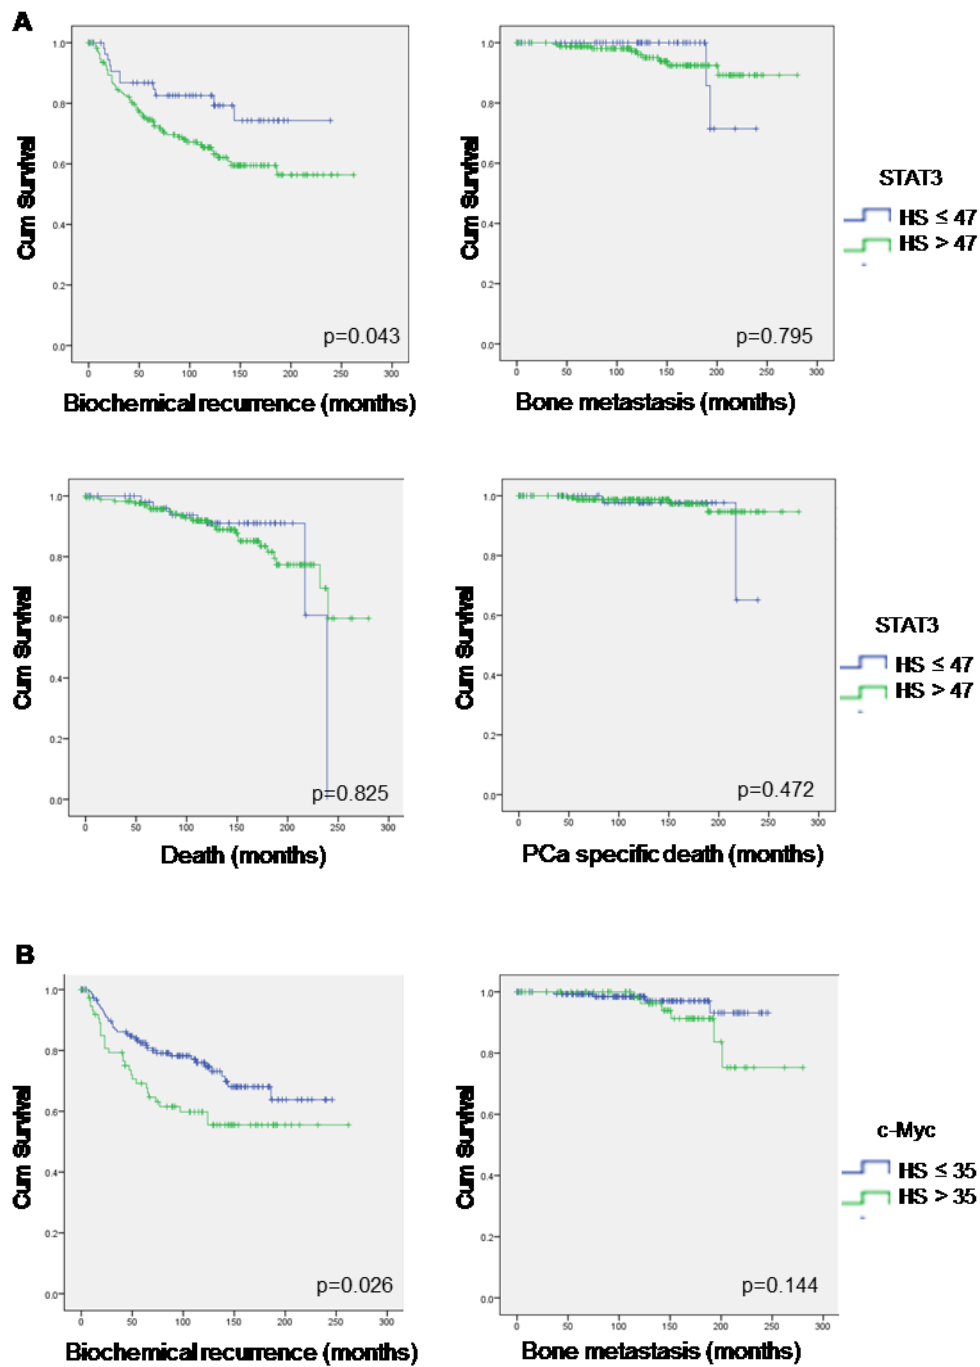 A
Cum Survival
1.0
0.8
0.6
0.4
0.2
0.0
p=0.043
0 50 100 150 200 250 300
Biochemical recurrence (months)
Cum Survival
1.0
0.8
0.6
0.4
0.2
0.0
p=0.795
0 50 100 150 200 250 300
Bone metastasis (months)
STAT3
HS ≤ 47
HS > 47
Cum Survival
1.0
0.8
0.6
0.4
0.2
0.0
p=0.825
0 50 100 150 200 250 300
Death (months)
Cum Survival
1.0
0.8
0.6
0.4
0.2
0.0
p=0.472
0 50 100 150 200 250 300
PCa specific death (months)
STAT3
HS ≤ 47
HS > 47
B
Cum Survival
1.0
0.8
0.6
0.4
0.2
0.0
p=0.026
0 50 100 150 200 250 300
Biochemical recurrence (months)
Cum Survival
1.0
0.8
0.6
0.4
0.2
0.0
p=0.144
0 50 100 150 200 250 300
Bone metastasis (months)
c-Myc
HS ≤ 35
HS > 35